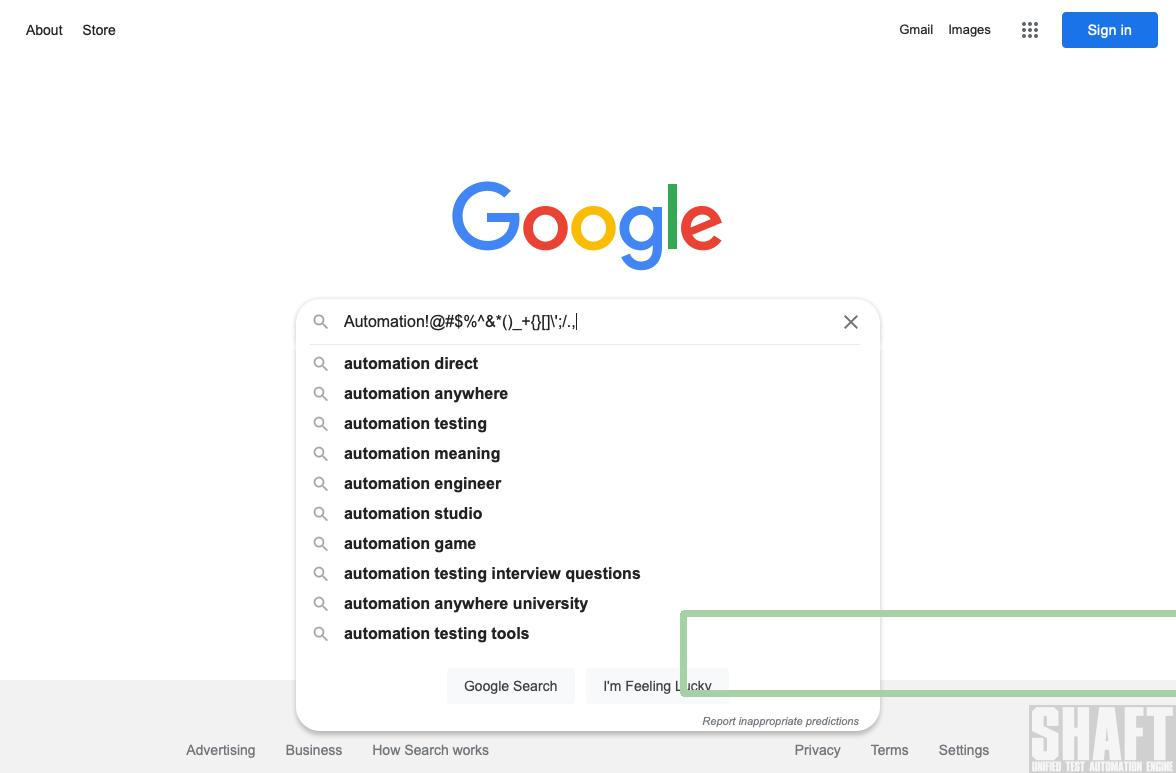 About Store
Gmail Images
Sign in
Google
Automation!@#$%^&*()_+{}[]\';/.,
automation direct
automation anywhere
automation testing
automation meaning
automation engineer
automation studio
automation game
automation testing interview questions
automation anywhere university
automation testing tools
Google Search
I'm Feeling Lucky
Report inappropriate predictions
Advertising Business How Search works
Privacy Terms Settings
SHAFT
UNIFIED TEST AUTOMATION ENGINE